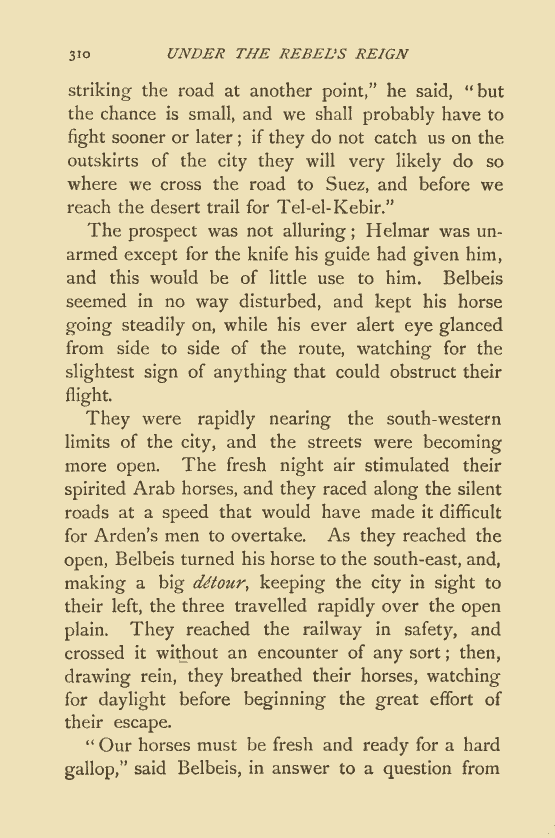 310 UNDER THE REBEL'S REIGN
striking the road at another point,” he said, “but
the chance is small, and we shall probably have to
fight sooner or later; if they do not catch us on the
outskirts of the city they will very likely do so
where we cross the road to Suez, and before we
reach the desert trail for Tel-el-Kebir.”
The prospect was not alluring; Helmar was un-
armed except for the knife his guide had given him,
and this would be of little use to him. Belbeis
seemed in no way disturbed, and kept his horse
going steadily on, while his ever alert eye glanced
from side to side of the route, watching for the
slightest sign of anything that could obstruct their
flight.
They were rapidly nearing the south-western
limits of the city, and the streets were becoming
more open. The fresh night air stimulated their
spirited Arab horses, and they raced along the silent
roads at a speed that would have made it difficult
for Arden's men to overtake. As they reached the
open, Belbeis turned his horse to the south-east, and,
making a big détour, keeping the city in sight to
their left, the three travelled rapidly over the open
plain. They reached the railway in safety, and
crossed it without an encounter of any sort; then,
drawing rein, they breathed their horses, watching
for daylight before beginning the great effort of
their escape.
“Our horses must be fresh and ready for a hard
gallop,” said Belbeis, in answer to a question from